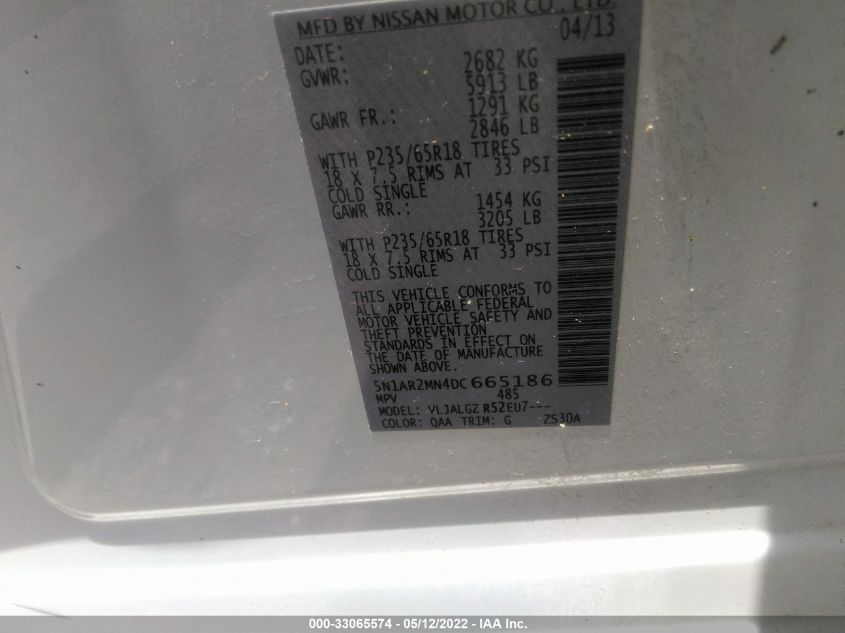 MFD BY NISSAN MOTOR CO., LTD.
DATE: 04/13
GVWR: 2682 KG
5913 LB
GAWR FR.: 1291 KG
2846 LB
WITH P235/65R18 TIRES
18 X 7.5 RIMS AT 33 PSI
COLD SINGLE
GAWR RR.: 1454 KG
3205 LB
WITH P235/65R18 TIRES
18 X 7.5 RIMS AT 33 PSI
COLD SINGLE
THIS VEHICLE CONFORMS TO
ALL APPLICABLE FEDERAL
MOTOR VEHICLE SAFETY AND
THEFT PREVENTION
STANDARDS IN EFFECT ON
THE DATE OF MANUFACTURE
SHOWN ABOVE.
5N1AR2MN4DC 665186
MPV 485
MODEL: YLJALGZ R52EU7---
COLOR: QAA TRIM: G ZS30A
000-33065574 - 05/12/2022 - IAA Inc.